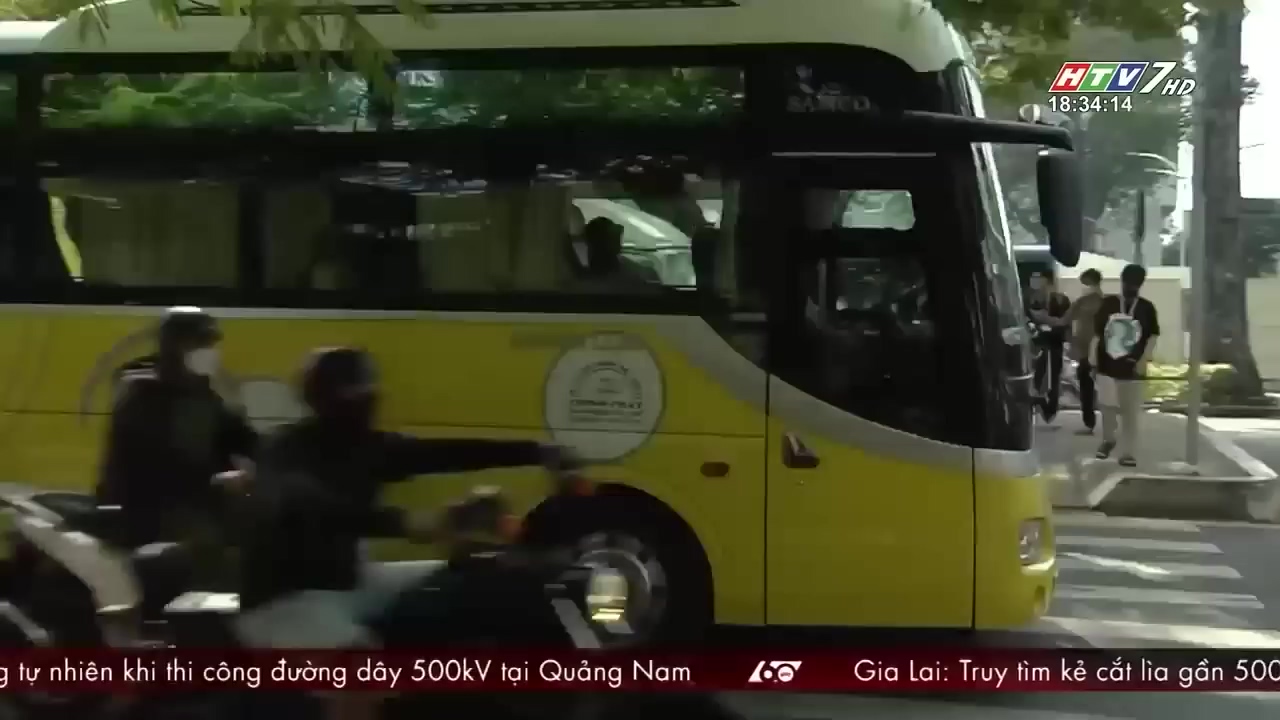 HTV7 HD
18:34:14
SAMCO
g tự nhiên khi thi công đường dây 500kV tại Quảng Nam
60
Gia Lai: Truy tìm kẻ cắt lìa gần 500